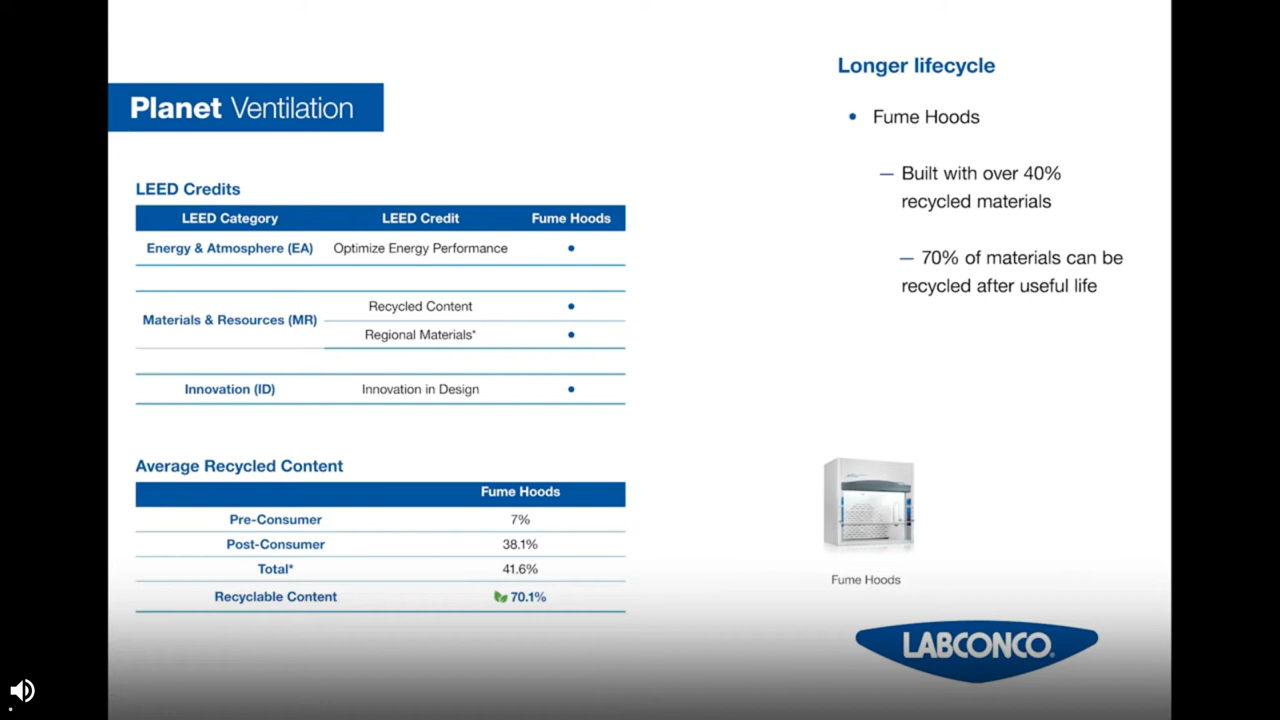 Planet Ventilation
LEED Credits
LEED Category LEED Credit Fume Hoods
Energy & Atmosphere (EA) Optimize Energy Performance •
Materials & Resources (MR)
Recycled Content •
Regional Materials* •
Innovation (ID) Innovation in Design •
Average Recycled Content
Fume Hoods
Pre-Consumer 7%
Post-Consumer 38.1%
Total* 41.6%
Recyclable Content 70.1%
Longer lifecycle
• Fume Hoods
— Built with over 40%
recycled materials
— 70% of materials can be
recycled after useful life
Fume Hoods
LABCONCO®